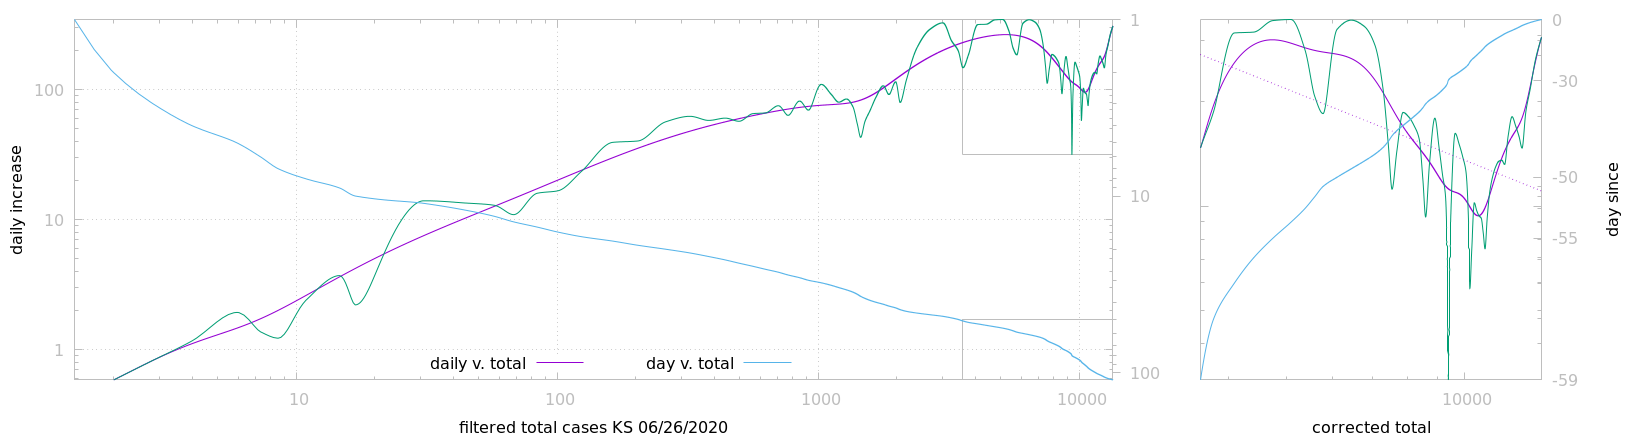 daily increase
100
10
1
10
100
1000
10000
filtered total cases KS 06/26/2020
daily v. total
day v. total
1
10
100
10000
corrected total
0
-30
-50
-55
-59
day since